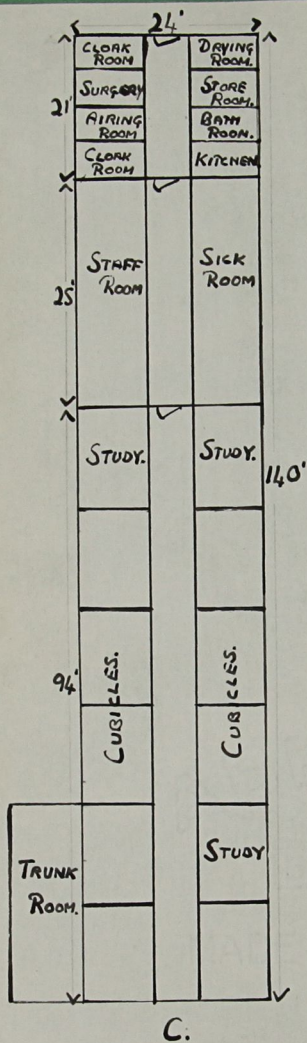 24'
CLOAK
ROOM
DRYING
ROOM.
21'
SURGERY
STORE
ROOM.
AIRING
ROOM
BATH
ROOM.
CLOAK
ROOM
KITCHEN
25'
STAFF
ROOM
SICK
ROOM
STUDY.
STUDY.
140'
94'
CUBICLES.
CUBICLES.
TRUNK
ROOM.
STUDY
C.